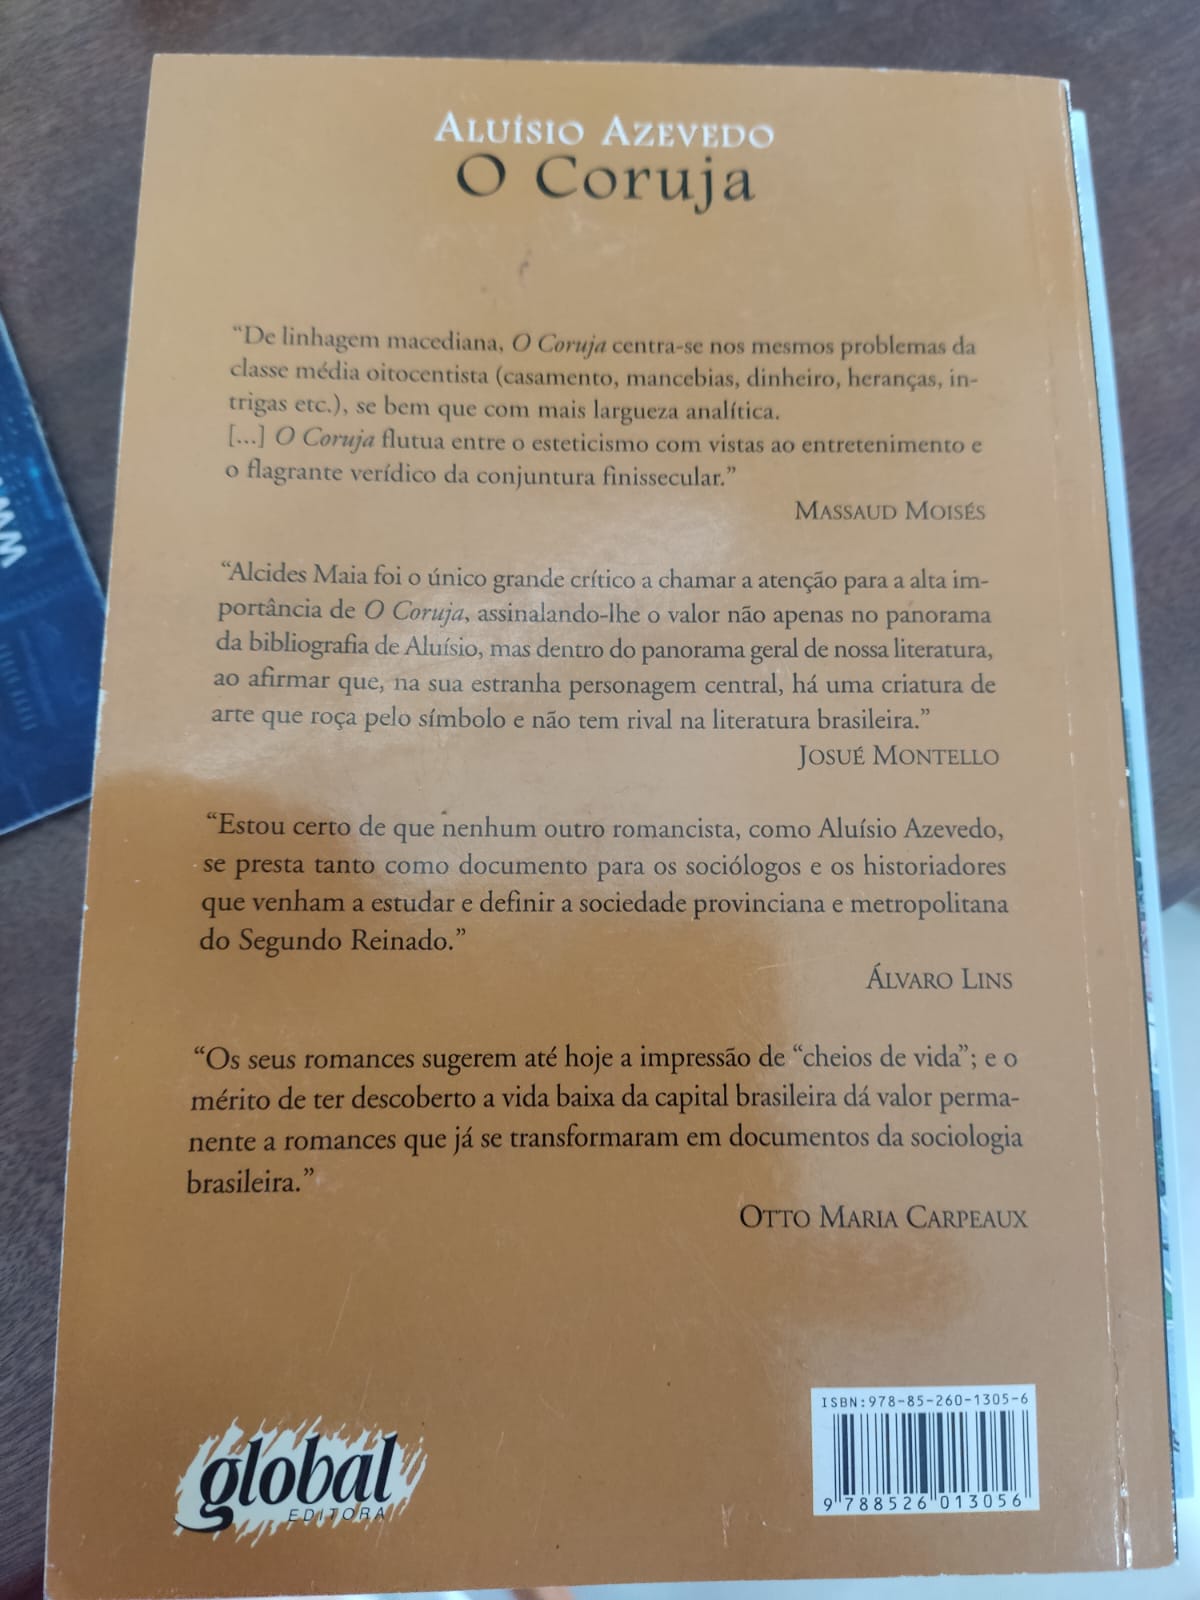 ALUÍSIO AZEVEDO
O Coruja
“De linhagem macediana, O Coruja centra-se nos mesmos problemas da
classe média oitocentista (casamento, mancebias, dinheiro, heranças, in-
trigas etc.), se bem que com mais largueza analítica.
[...] O Coruja flutua entre o esteticismo com vistas ao entretenimento e
o flagrante verídico da conjuntura finissecular.”
MASSAUD MOISÉS
“Alcides Maia foi o único grande crítico a chamar a atenção para a alta im-
portância de O Coruja, assinalando-lhe o valor não apenas no panorama
da bibliografia de Aluísio, mas dentro do panorama geral de nossa literatura,
ao afirmar que, na sua estranha personagem central, há uma criatura de
arte que roça pelo símbolo e não tem rival na literatura brasileira.”
JOSUÉ MONTELLO
“Estou certo de que nenhum outro romancista, como Aluísio Azevedo,
se presta tanto como documento para os sociólogos e os historiadores
que venham a estudar e definir a sociedade provinciana e metropolitana
do Segundo Reinado.”
ÁLVARO LINS
“Os seus romances sugerem até hoje a impressão de “cheios de vida”; e o
mérito de ter descoberto a vida baixa da capital brasileira dá valor perma-
nente a romances que já se transformaram em documentos da sociologia
brasileira.”
OTTO MARIA CARPEAUX
global
EDITORA
ISBN:978-85-260-1305-6
9 788526 013056